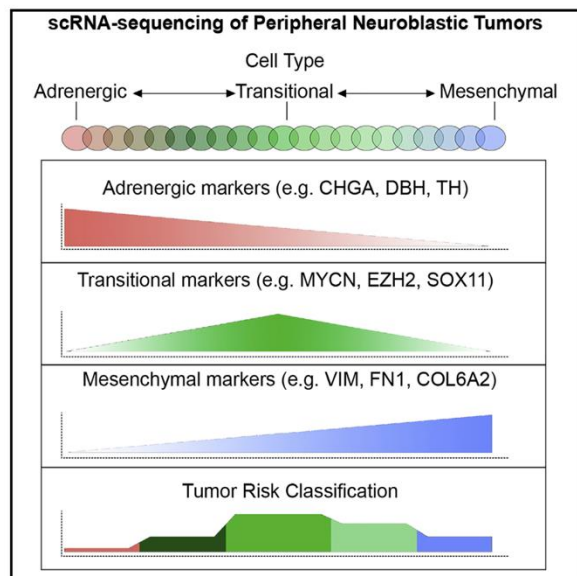 scRNA-sequencing of Peripheral Neuroblastic Tumors
Cell Type
Adrenergic Transitional Mesenchymal
Adrenergic markers (e.g. CHGA, DBH, TH)
Transitional markers (e.g. MYCN, EZH2, SOX11)
Mesenchymal markers (e.g. VIM, FN1, COL6A2)
Tumor Risk Classification